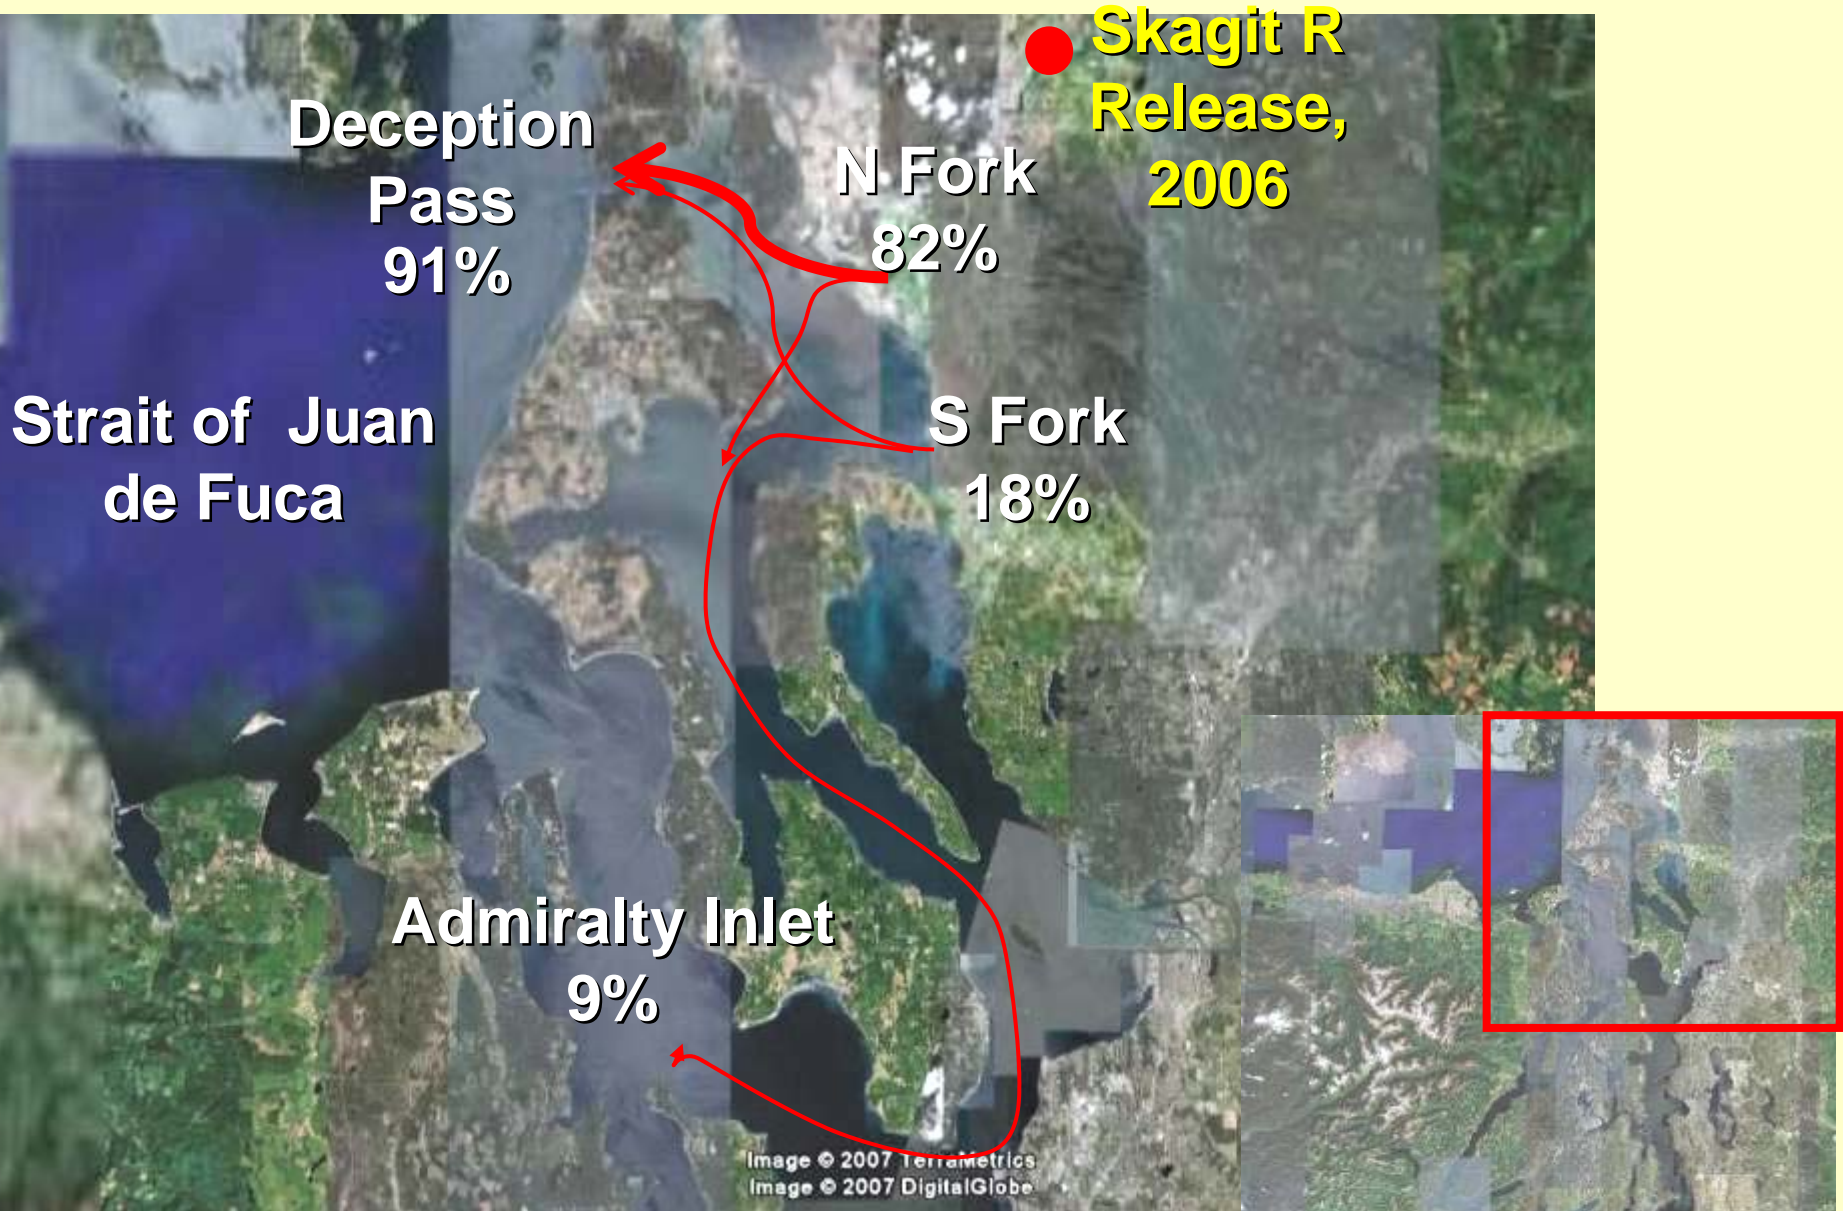 Skagit R
Release,
2006
Deception
Pass
91%
N Fork
82%
Strait of Juan
de Fuca
S Fork
18%
Admiralty Inlet
9%
Image © 2007 TerraMetrics
Image © 2007 DigitalGlobe